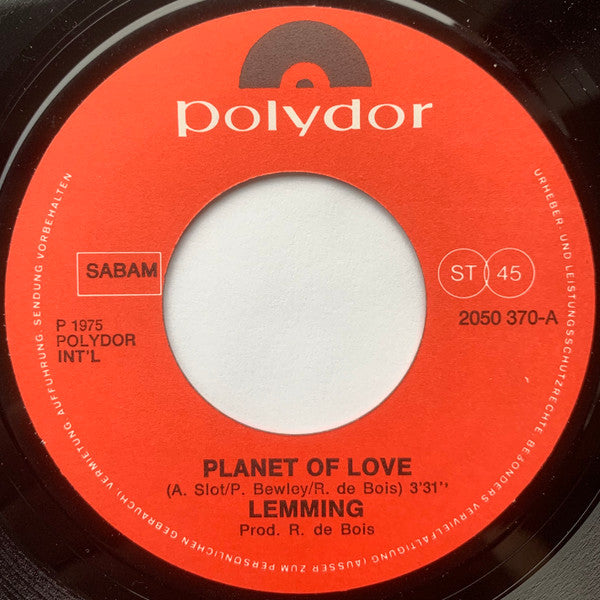 polydor
SABAM
ST 45
P 1975
POLYDOR
INT'L
2050 370-A
PLANET OF LOVE
(A. Slot/P. Bewley/R. de Bois) 3'31''
LEMMING
Prod. R. de Bois
URHEBER- UND LEISTUNGSSCHUTZRECHTE BESONDERS VERVIELFÄLTIGUNG (AUSSER ZUM PERSÖNLICHEN GEBRAUCH) VERMIETUNG AUFFÜHRUNG, SENDUNG VORBEHALTEN